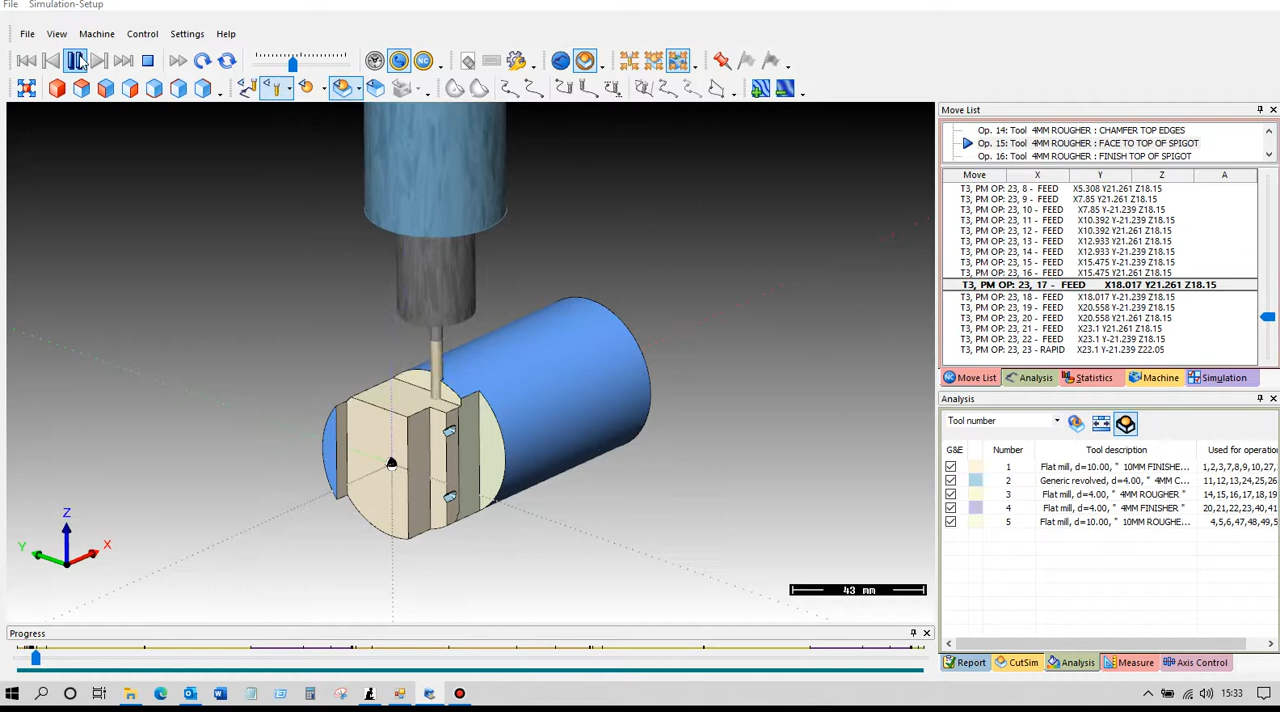 File Simulation-Setup
File View Machine Control Settings Help
NC
Move List
Op. 14: Tool 4MM ROUGHER : CHAMFER TOP EDGES
Op. 15: Tool 4MM ROUGHER : FACE TO TOP OF SPIGOT
Op. 16: Tool 4MM ROUGHER : FINISH TOP OF SPIGOT
Move X Y Z A
T3, PM OP: 23, 8 - FEED X5.308 Y21.261 Z18.15
T3, PM OP: 23, 9 - FEED X7.85 Y21.261 Z18.15
T3, PM OP: 23, 10 - FEED X7.85 Y-21.239 Z18.15
T3, PM OP: 23, 11 - FEED X10.392 Y-21.239 Z18.15
T3, PM OP: 23, 12 - FEED X10.392 Y21.261 Z18.15
T3, PM OP: 23, 13 - FEED X12.933 Y21.261 Z18.15
T3, PM OP: 23, 14 - FEED X12.933 Y-21.239 Z18.15
T3, PM OP: 23, 15 - FEED X15.475 Y-21.239 Z18.15
T3, PM OP: 23, 16 - FEED X15.475 Y21.261 Z18.15
T3, PM OP: 23, 17 - FEED X18.017 Y21.261 Z18.15
T3, PM OP: 23, 18 - FEED X18.017 Y-21.239 Z18.15
T3, PM OP: 23, 19 - FEED X20.558 Y-21.239 Z18.15
T3, PM OP: 23, 20 - FEED X20.558 Y21.261 Z18.15
T3, PM OP: 23, 21 - FEED X23.1 Y21.261 Z18.15
T3, PM OP: 23, 22 - FEED X23.1 Y-21.239 Z18.15
T3, PM OP: 23, 23 - RAPID X23.1 Y-21.239 Z22.05
NC Move List Analysis Statistics Machine Simulation
Analysis
Tool number
G&E Number Tool description Used for operatio
1 Flat mill, d=10.00, " 10MM FINISHE... 1,2,3,7,8,9,10,27,
2 Generic revolved, d=4.00, " 4MM C... 11,12,13,24,25,26
3 Flat mill, d=4.00, " 4MM ROUGHER " 14,15,16,17,18,19
4 Flat mill, d=4.00, " 4MM FINISHER " 20,21,22,23,40,41
5 Flat mill, d=10.00, " 10MM ROUGHE... 4,5,6,47,48,49,5
Z
Y X
43 mm
Progress
Report CutSim Analysis Measure Axis Control
15:33